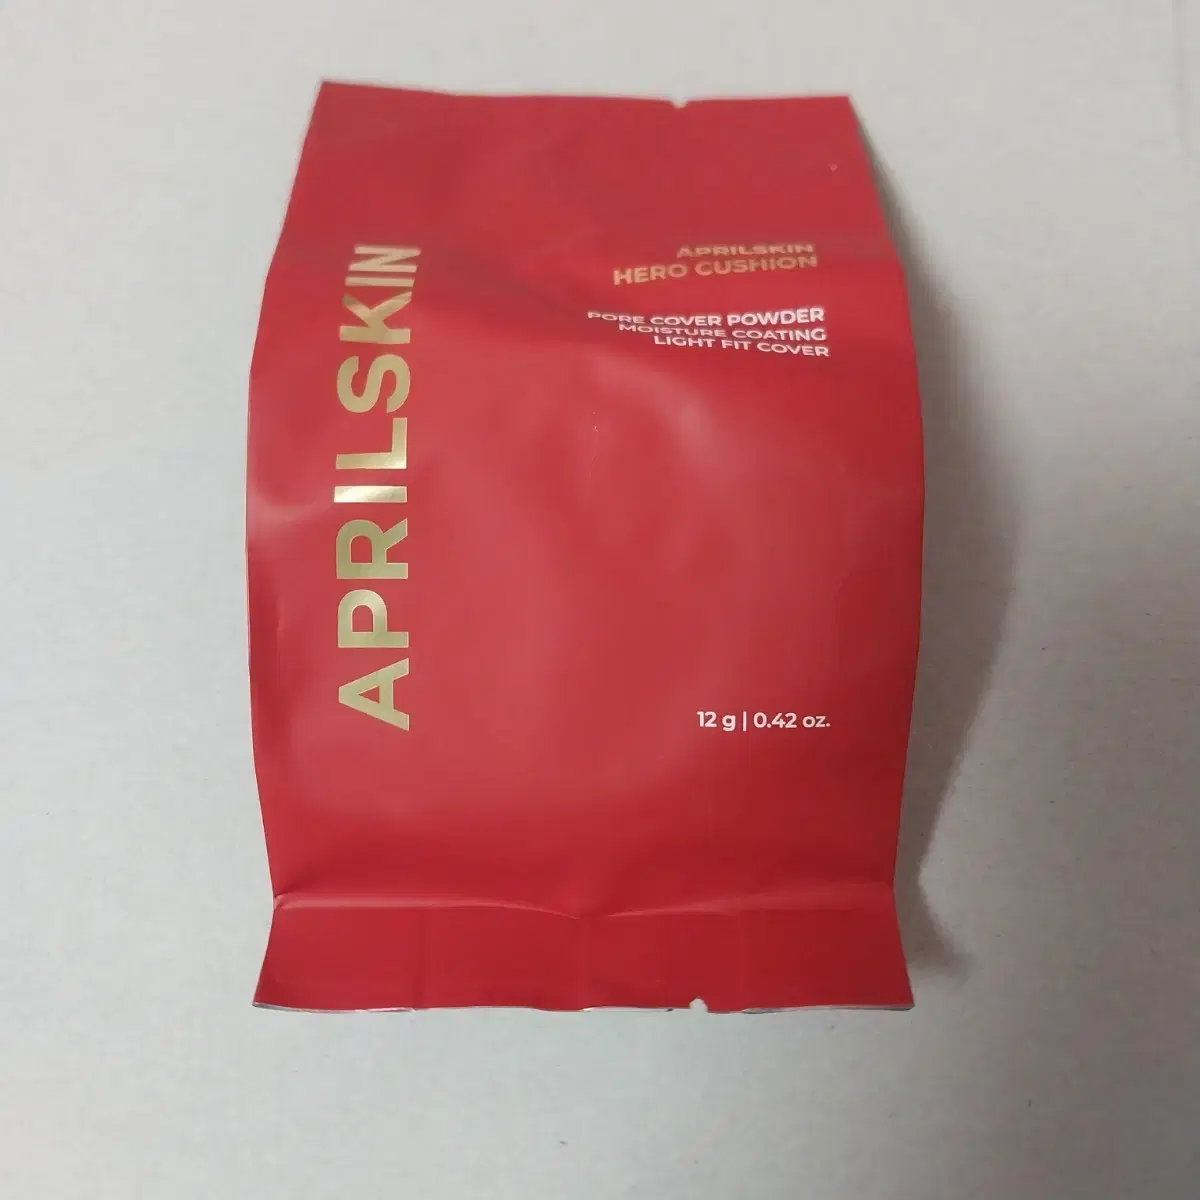 APRILSKIN
APRILSKIN
HERO CUSHION
PORE COVER POWDER
MOISTURE COATING
LIGHT FIT COVER
12 g | 0.42 oz.